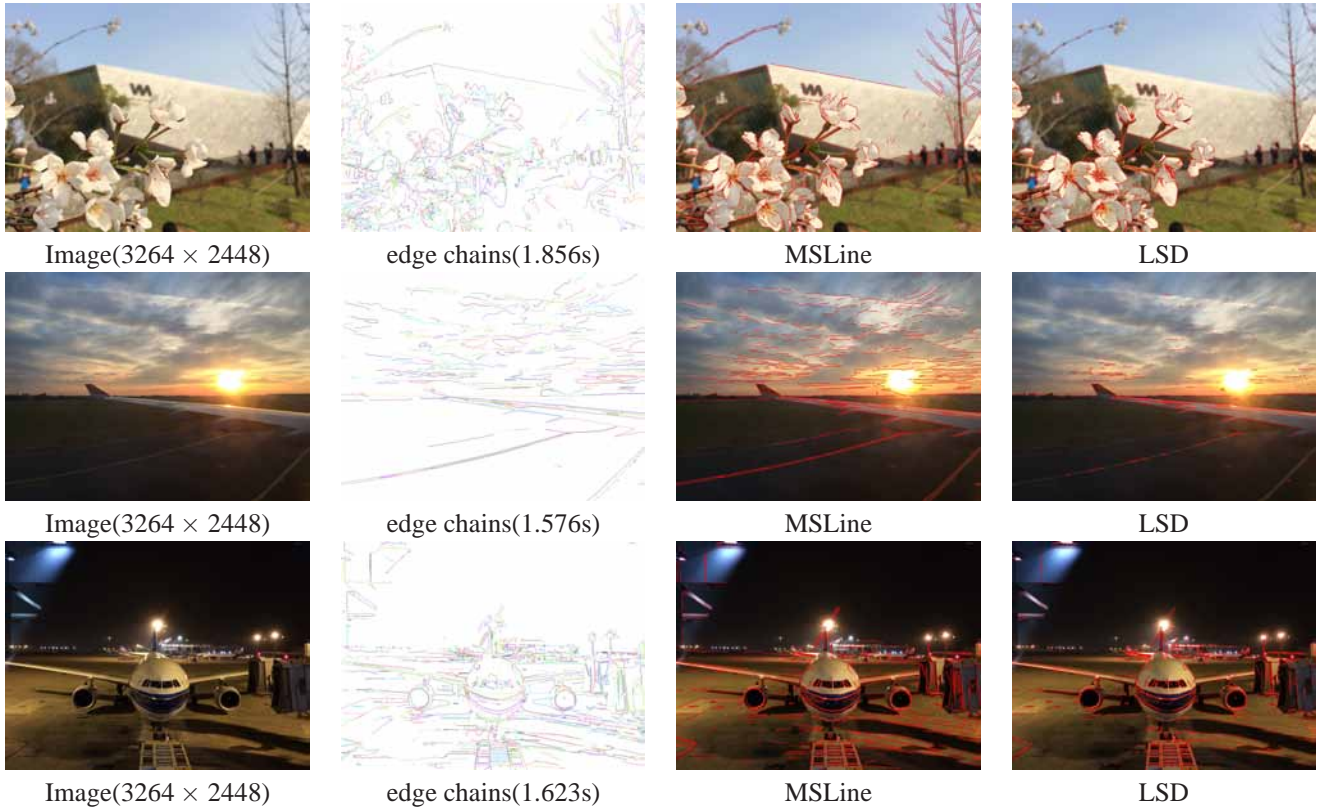 Image(3264 × 2448) edge chains(1.856s) MSLine LSD
Image(3264 × 2448) edge chains(1.576s) MSLine LSD
Image(3264 × 2448) edge chains(1.623s) MSLine LSD